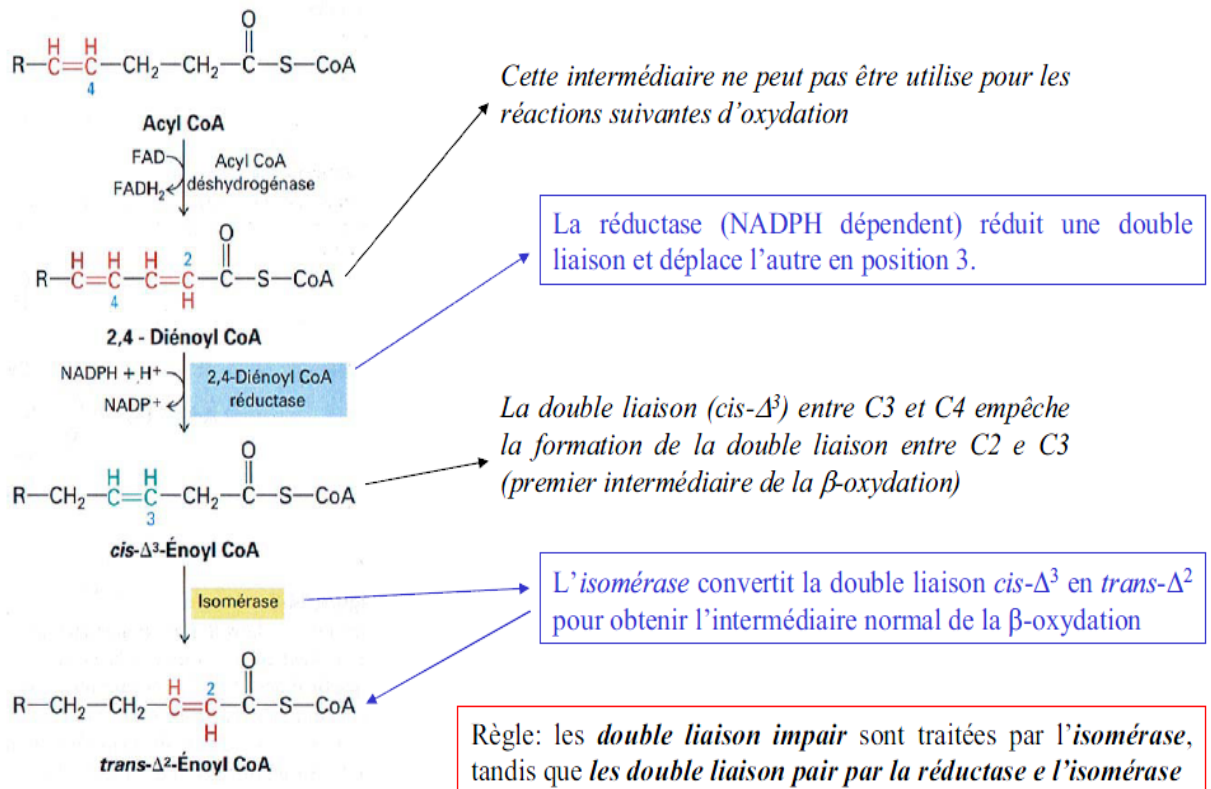 H H O
R—C=C—CH₂—CH₂—C—S—CoA
4
Acyl CoA
Cette intermédiaire ne peut pas être utilise pour les
réactions suivantes d'oxydation
FAD
FADH₂
Acyl CoA
déshydrogénase
La réductase (NADPH dépendent) réduit une double
liaison et déplace l'autre en position 3.
H H H 2 O
R—C=C—C=C—C—S—CoA
4 H
2,4 - Diénoyl CoA
NADPH + H⁺
NADP⁺
2,4-Diénoyl CoA
réductase
La double liaison (cis-Δ³) entre C3 et C4 empêche
la formation de la double liaison entre C2 e C3
(premier intermédiaire de la β-oxydation)
H H O
R—CH₂—C=C—CH₂—C—S—CoA
3
cis-Δ³-Énoyl CoA
Isomérase
L'isomérase convertit la double liaison cis-Δ³ en trans-Δ²
pour obtenir l'intermédiaire normal de la β-oxydation
H 2 O
R—CH₂—CH₂—C=C—C—S—CoA
H
trans-Δ²-Énoyl CoA
Règle: les double liaison impair sont traitées par l'isomérase,
tandis que les double liaison pair par la réductase e l'isomérase